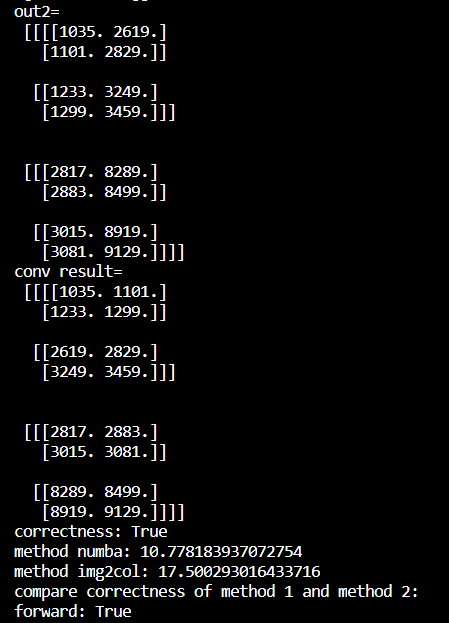 out2=
[[[[1035. 2619.]
[1101. 2829.]]
[[1233. 3249.]
[1299. 3459.]]]
[[[2817. 8289.]
[2883. 8499.]]
[[3015. 8919.]
[3081. 9129.]]]]
conv result=
[[[[1035. 1101.]
[1233. 1299.]]
[[2619. 2829.]
[3249. 3459.]]]
[[[2817. 2883.]
[3015. 3081.]]
[[8289. 8499.]
[8919. 9129.]]]]
correctness: True
method numba: 10.778183937072754
method img2col: 17.500293016433716
compare correctness of method 1 and method 2:
forward: True